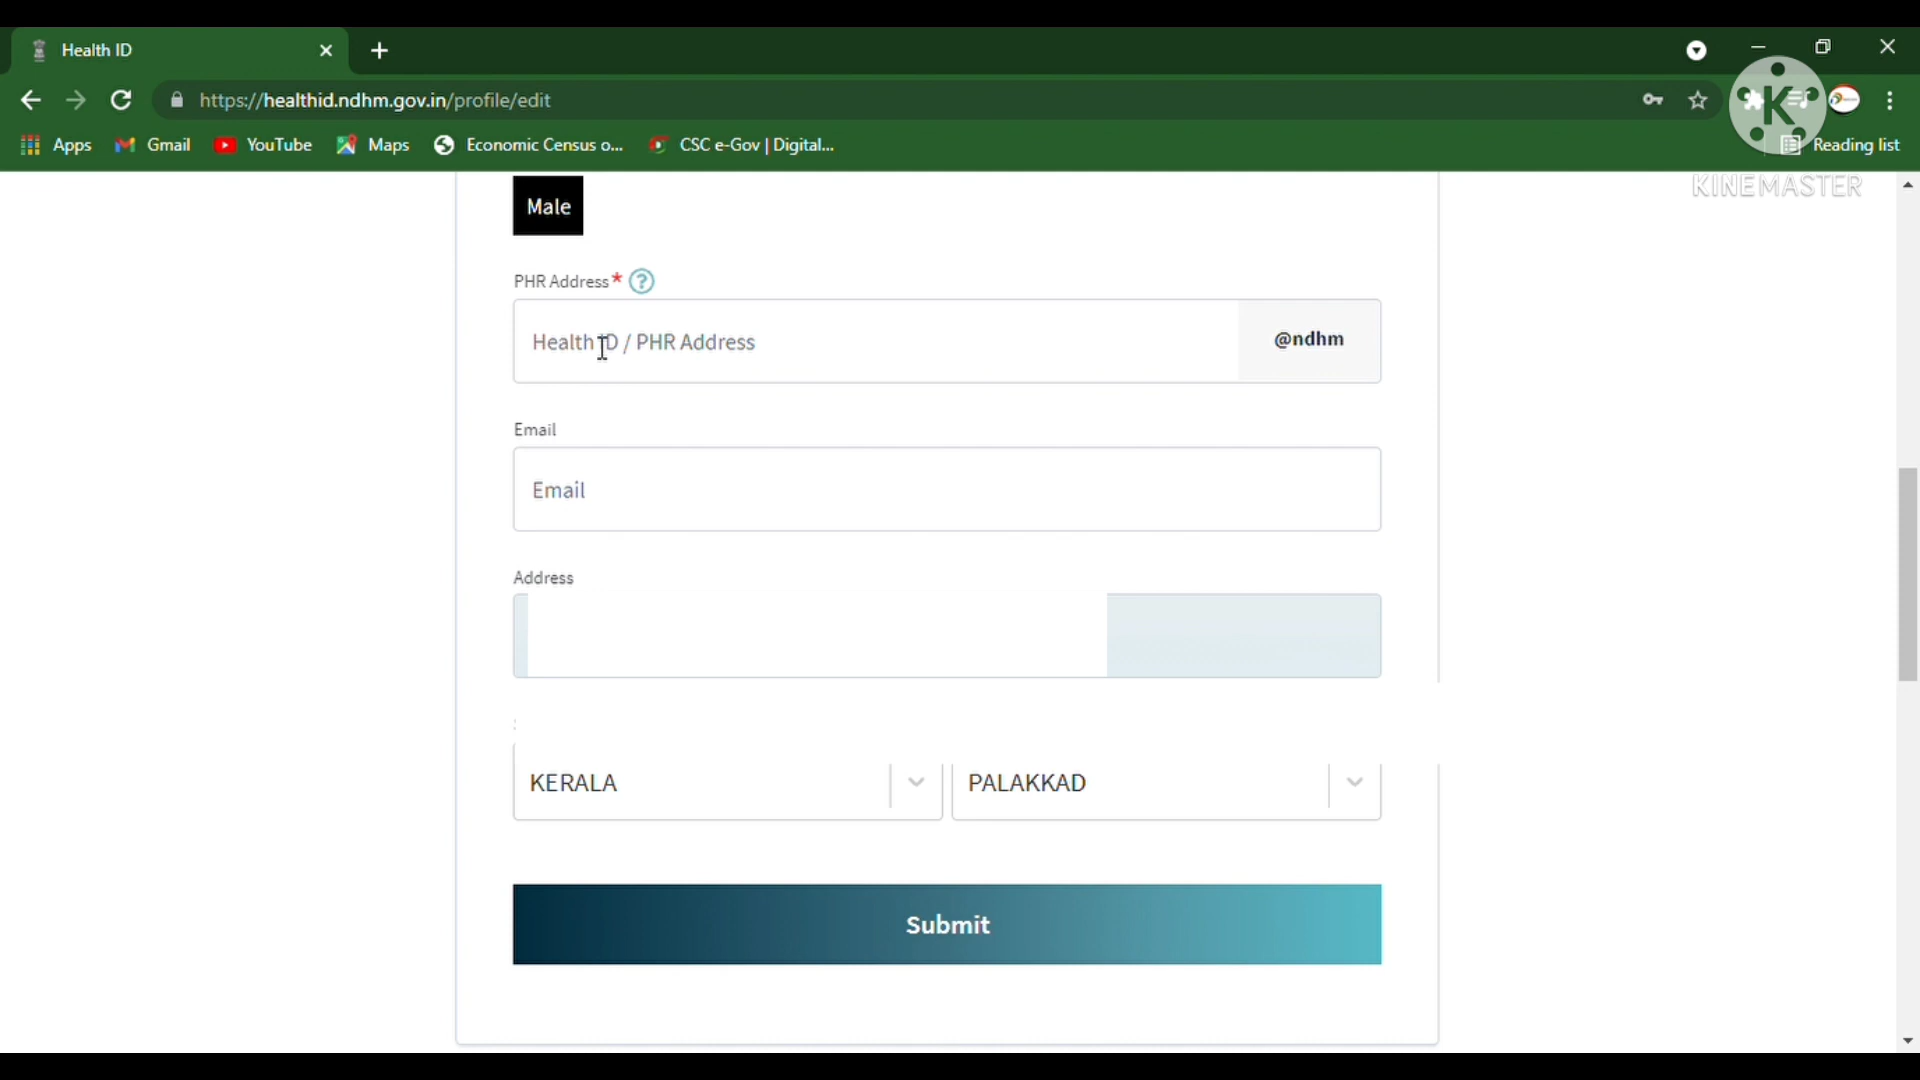 Health ID
https://healthid.ndhm.gov.in/profile/edit
Apps Gmail YouTube Maps Economic Census o... CSC e-Gov | Digital... Reading list
K
KINEMASTER
Male
PHR Address* ?
Health ID / PHR Address @ndhm
Email
Email
Address
KERALA PALAKKAD
Submit